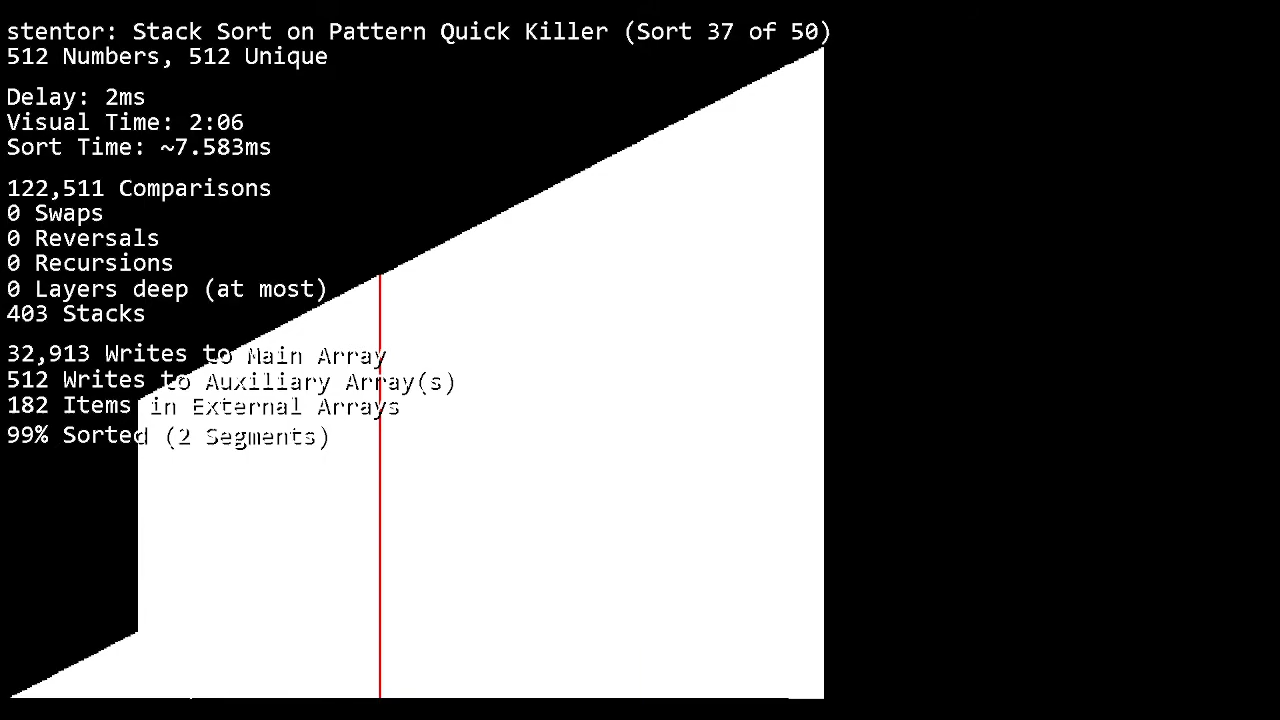 stentor: Stack Sort on Pattern Quick Killer (Sort 37 of 50)
512 Numbers, 512 Unique
Delay: 2ms
Visual Time: 2:06
Sort Time: ~7.583ms
122,511 Comparisons
0 Swaps
0 Reversals
0 Recursions
0 Layers deep (at most)
403 Stacks
32,913 Writes to Main Array
512 Writes to Auxiliary Array(s)
182 Items in External Arrays
99% Sorted (2 Segments)